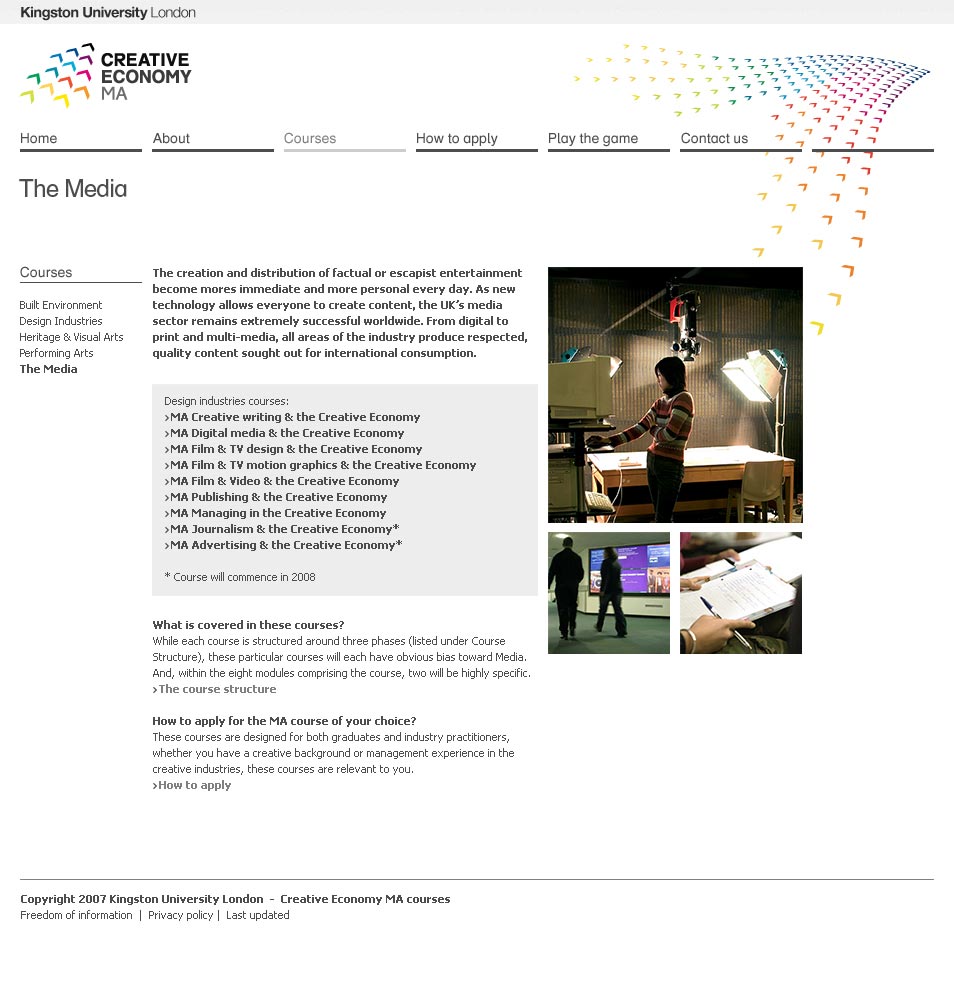 Kingston University London
CREATIVE
ECONOMY
MA
Home
About
Courses
How to apply
Play the game
Contact us
The Media
Courses
Built Environment
Design Industries
Heritage & Visual Arts
Performing Arts
The Media
The creation and distribution of factual or escapist entertainment
become mores immediate and more personal every day. As new
technology allows everyone to create content, the UK's media
sector remains extremely successful worldwide. From digital to
print and multi-media, all areas of the industry produce respected,
quality content sought out for international consumption.
Design industries courses:
›MA Creative writing & the Creative Economy
›MA Digital media & the Creative Economy
›MA Film & TV design & the Creative Economy
›MA Film & TV motion graphics & the Creative Economy
›MA Film & Video & the Creative Economy
›MA Publishing & the Creative Economy
›MA Managing in the Creative Economy
›MA Journalism & the Creative Economy*
›MA Advertising & the Creative Economy*
* Course will commence in 2008
What is covered in these courses?
While each course is structured around three phases (listed under Course
Structure), these particular courses will each have obvious bias toward Media.
And, within the eight modules comprising the course, two will be highly specific.
›The course structure
How to apply for the MA course of your choice?
These courses are designed for both graduates and industry practitioners,
whether you have a creative background or management experience in the
creative industries, these courses are relevant to you.
›How to apply
Copyright 2007 Kingston University London - Creative Economy MA courses
Freedom of information | Privacy policy | Last updated